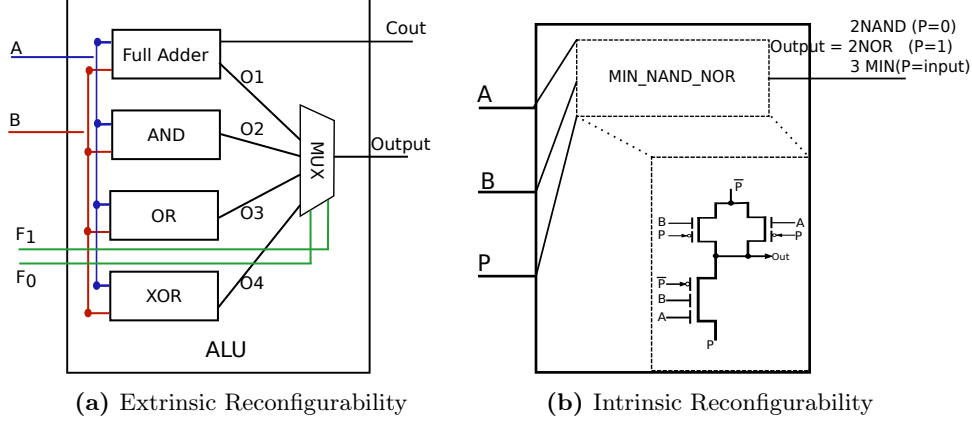 Cout
A
Full Adder
O1
B
AND
O2
MUX
Output
OR
O3
F1
F0
XOR
O4
ALU
(a) Extrinsic Reconfigurability
2NAND (P=0)
Output = 2NOR (P=1)
3 MIN(P=input)
MIN_NAND_NOR
A
B
P
P̅
B
A
P
P
Out
P̅
B
A
P
(b) Intrinsic Reconfigurability